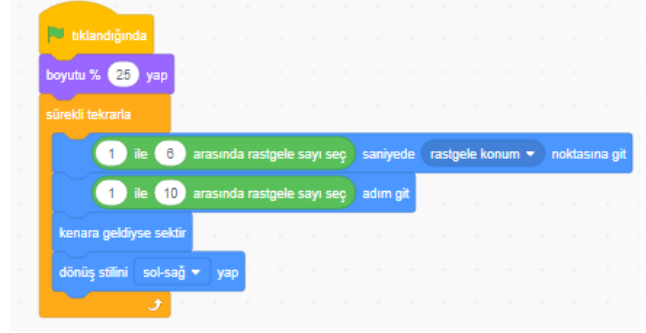 tıklandığında
boyutu % 25 yap
sürekli tekrarla
1 ile 6 arasında rastgele sayı seç saniyede rastgele konum noktasına git
1 ile 10 arasında rastgele sayı seç adım git
kenara geldiyse sektir
dönüş stilini sol-sağ yap